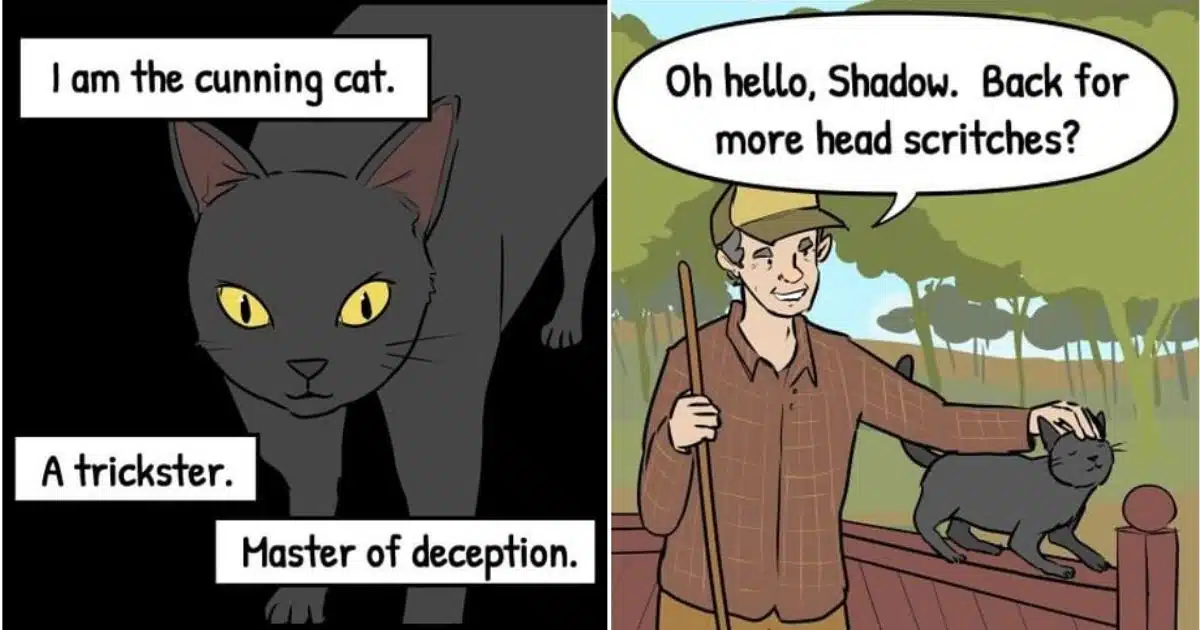 I am the cunning cat.
A trickster.
Master of deception.
Oh hello, Shadow. Back for
more head scritches?